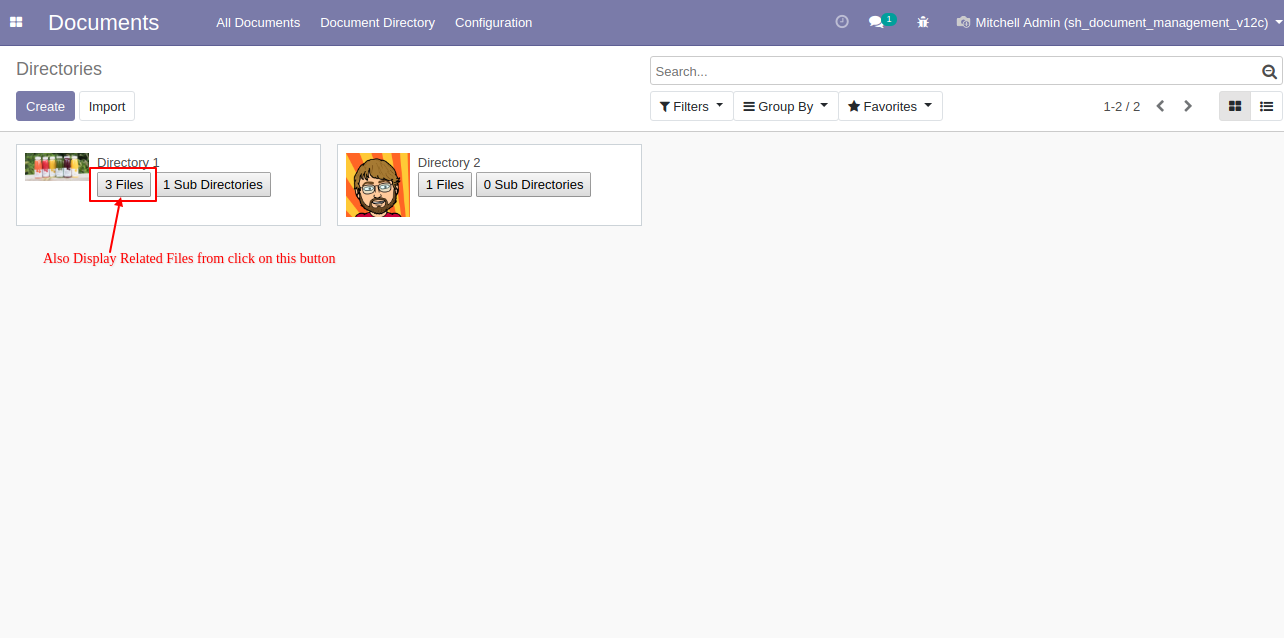 Documents All Documents Document Directory Configuration 1 Mitchell Admin (sh_document_management_v12c)
Directories
Search...
Create Import Filters Group By Favorites 1-2 / 2
Directory 1
3 Files 1 Sub Directories
Directory 2
1 Files 0 Sub Directories
Also Display Related Files from click on this button